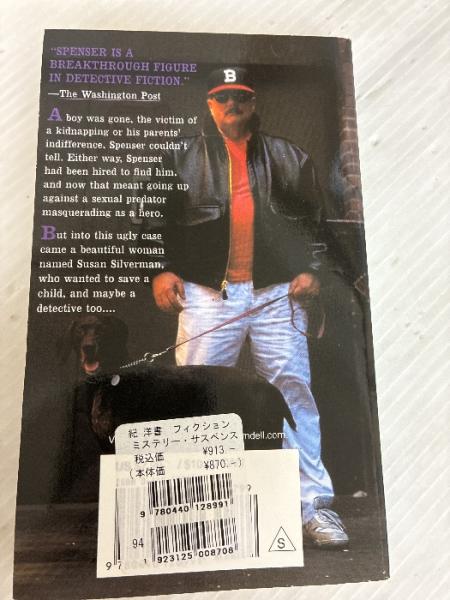 "SPENSER IS A
BREAKTHROUGH FIGURE
IN DETECTIVE FICTION."
—The Washington Post
A boy was gone, the victim of
a kidnapping or his parents'
indifference. Spenser couldn't
tell. Either way, Spenser
had been hired to find him,
and now that meant going up
against a sexual predator
masquerading as a hero.
But into this ugly case
came a beautiful woman
named Susan Silverman,
who wanted to save a
child, and maybe a
detective too....
B
紀 洋書 フィクション
ミステリー・サスペンス
税込価 ¥913.-
(本体価 ¥870.-)
ndell.com.
9 780440 128991
94
9 781923 125008708
S